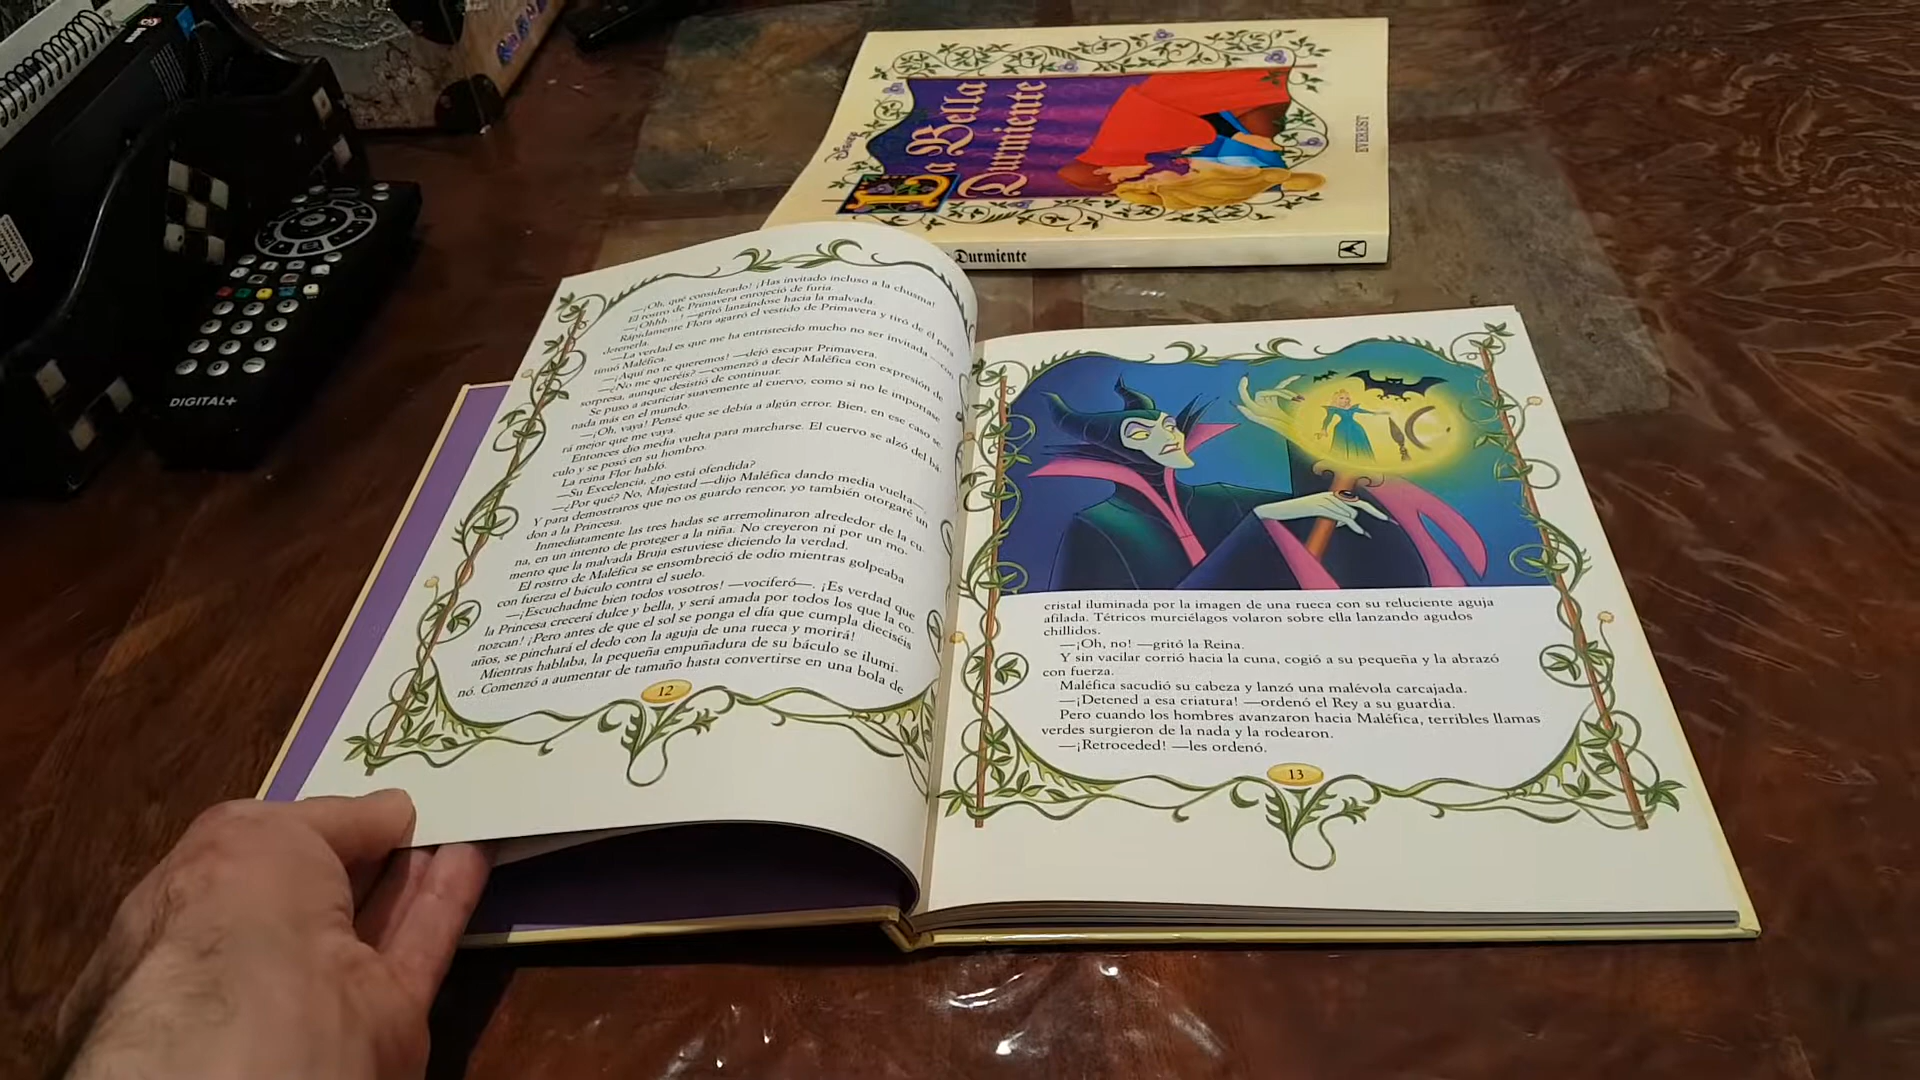 Disney
La Bella
Durmiente
EVEREST
Durmiente
DIGITAL+
—¡Oh, qué considerado! ¡Has invitado incluso a la chusma!
El rostro de Primavera enrojeció de furia.
—¡Ohhh...! —gritó lanzándose hacia la malvada.
Rápidamente Flora agarró el vestido de Primavera y tiró de él para
detenerla.
—La verdad es que me ha entristecido mucho no ser invitada —con-
tinuó Maléfica.
—¡Aquí no te queremos! —dejó escapar Primavera.
—¿No me queréis? —comenzó a decir Maléfica con expresión de
sorpresa, aunque desistió de continuar.
Se puso a acariciar suavemente al cuervo, como si no le importase
nada más en el mundo.
—¡Oh, vaya! Pensé que se debía a algún error. Bien, en ese caso se-
rá mejor que me vaya.
Entonces dio media vuelta para marcharse. El cuervo se alzó del bá-
culo y se posó en su hombro.
La reina Flor habló.
—Su Excelencia, ¿no está ofendida?
—¿Por qué? No, Majestad —dijo Maléfica dando media vuelta—.
Y para demostraros que no os guardo rencor, yo también otorgaré un
don a la Princesa.
Inmediatamente las tres hadas se arremolinaron alrededor de la cu-
na, en un intento de proteger a la niña. No creyeron ni por un mo-
mento que la malvada Bruja estuviese diciendo la verdad.
El rostro de Maléfica se ensombreció de odio mientras golpeaba
con fuerza el báculo contra el suelo.
—¡Escuchadme bien todos vosotros! —vociferó—. ¡Es verdad que
la Princesa crecerá dulce y bella, y será amada por todos los que la co-
nozcan! ¡Pero antes de que el sol se ponga el día que cumpla dieciséis
años, se pinchará el dedo con la aguja de una rueca y morirá!
Mientras hablaba, la pequeña empuñadura de su báculo se ilumi-
nó. Comenzó a aumentar de tamaño hasta convertirse en una bola de
12
cristal iluminada por la imagen de una rueca con su reluciente aguja
afilada. Tétricos murciélagos volaron sobre ella lanzando agudos
chillidos.
—¡Oh, no! —gritó la Reina.
Y sin vacilar corrió hacia la cuna, cogió a su pequeña y la abrazó
con fuerza.
Maléfica sacudió su cabeza y lanzó una malévola carcajada.
—¡Detened a esa criatura! —ordenó el Rey a su guardia.
Pero cuando los hombres avanzaron hacia Maléfica, terribles llamas
verdes surgieron de la nada y la rodearon.
—¡Retroceded! —les ordenó.
13